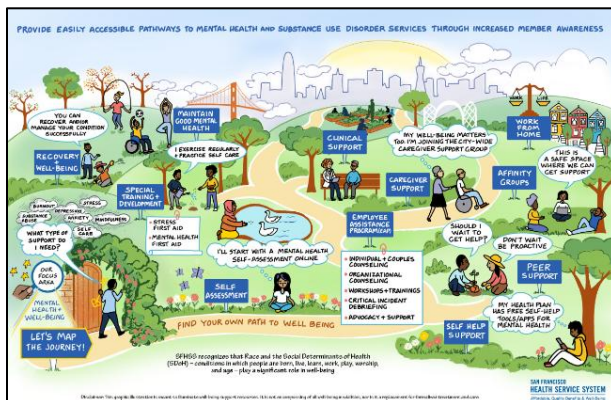 PROVIDE EASILY ACCESSIBLE PATHWAYS TO MENTAL HEALTH AND SUBSTANCE USE DISORDER SERVICES THROUGH INCREASED MEMBER AWARENESS
YOU CAN
RECOVER AND/OR
MANAGE YOUR CONDITION
SUCCESSFULLY
RECOVERY
WELL-BEING
MAINTAIN
GOOD MENTAL
HEALTH
I EXERCISE REGULARLY
+ PRACTICE SELF CARE
SPECIAL
TRAINING +
DEVELOPMENT
• STRESS
FIRST AID
• MENTAL HEALTH
FIRST AID
CLINICAL
SUPPORT
MY WELL-BEING MATTERS
TOO I'M JOINING THE CITY-WIDE
CAREGIVER SUPPORT GROUP
CAREGIVER
SUPPORT
WORK
FROM
HOME
AFFINITY
GROUPS
THIS IS
A SAFE SPACE
WHERE WE CAN
GET SUPPORT
BURNOUT
STRESS
DEPRESSION
SUBSTANCE
ABUSE
ANXIETY
MINDFULNESS
SELF
CARE
WHAT TYPE OF
SUPPORT DO
I NEED?
OUR
FOCUS
AREA
MENTAL
HEALTH +
WELL-BEING
LET'S MAP
THE JOURNEY!
I'LL START WITH A MENTAL HEALTH
SELF-ASSESSMENT ONLINE
SELF
ASSESSMENT
EMPLOYEE
ASSISTANCE
• INDIVIDUAL + COUPLES
COUNSELING
• ORGANIZATIONAL
COUNSELING
• WORKSHOPS + TRAININGS
• CRITICAL INCIDENT
DEBRIEFING
• ADVOCACY + SUPPORT
SHOULD I
WAIT TO
GET HELP?
DON'T WAIT
BE PROACTIVE
PEER
SUPPORT
SELF HELP
SUPPORT
MY HEALTH PLAN
HAS FREE SELF-HELP
TOOLS/APPS FOR
MENTAL HEALTH
FIND YOUR OWN PATH TO WELL BEING
SFHSS recognizes that Race and the Social Determinants of Health
(SDoH) – conditions in which people are born, live, learn, work, play, worship,
and age – play a significant role in well-being
SAN FRANCISCO
HEALTH SERVICE SYSTEM